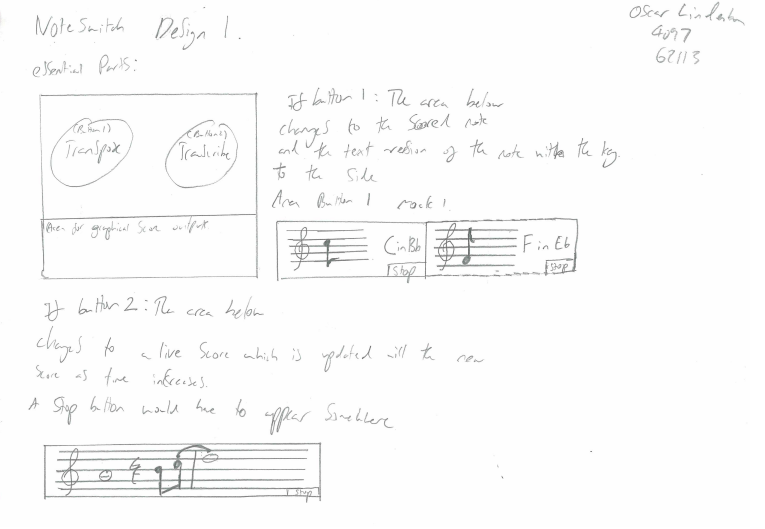 NoteSwitch Design 1.
Oscar
4097
62113
essential Parts:
(Button 1)
Transpose
(Button 2)
Transcribe
Area for graphical score output
If button 1: The area below
changes to the scored note
and the text version of the note with the key
to the side
Area Button 1 mock 1.
C in Bb
Stop
F in Eb
Stop
If button 2: The area below
changes to a live score which is updated will the new
score as time increases.
A Stop button would have to appear somewhere
Stop